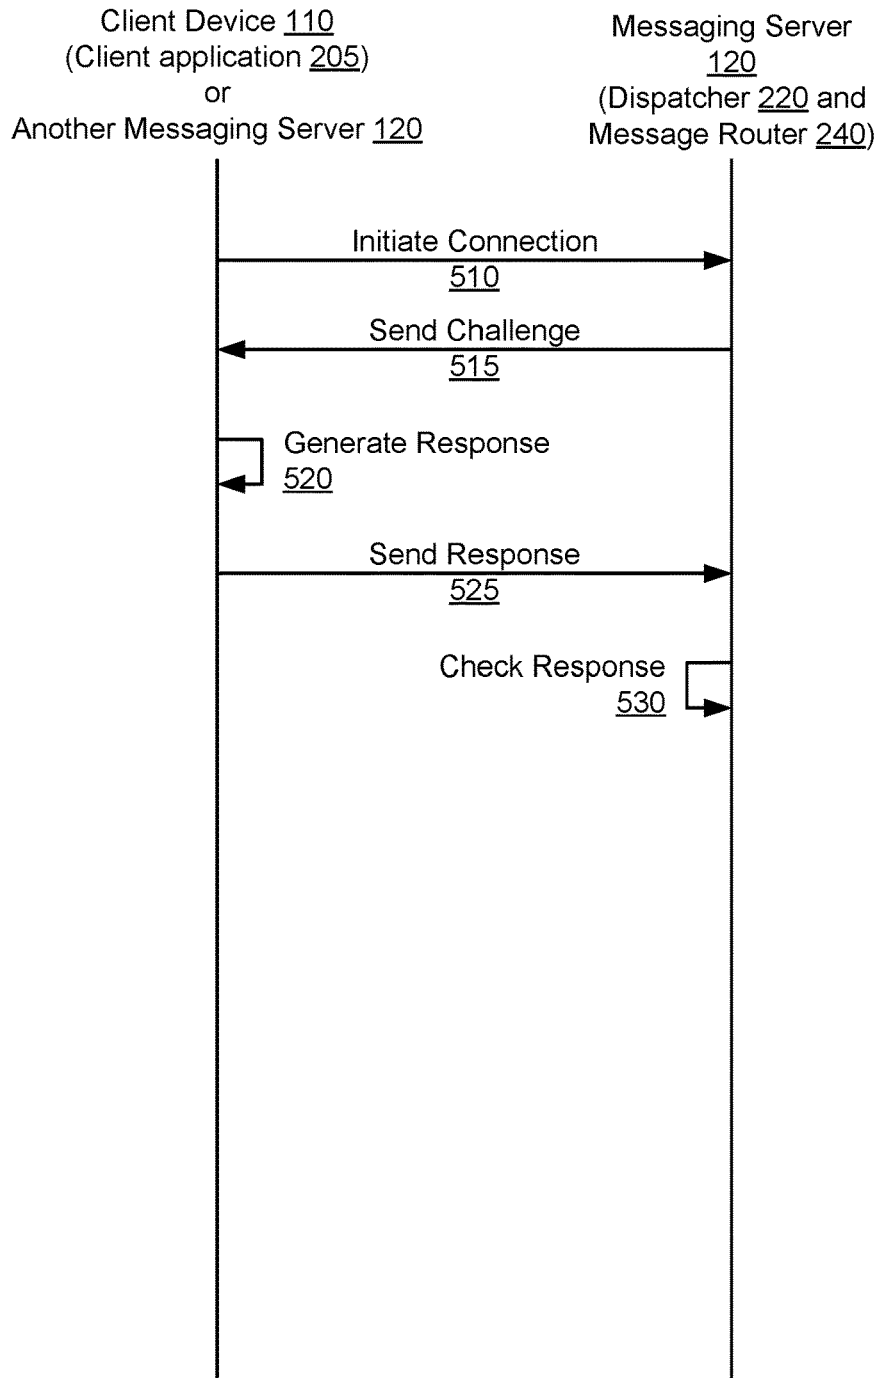 Client Device 110
(Client application 205)
or
Another Messaging Server 120
Messaging Server
120
(Dispatcher 220 and
Message Router 240)
Initiate Connection
510
Send Challenge
515
Generate Response
520
Send Response
525
Check Response
530